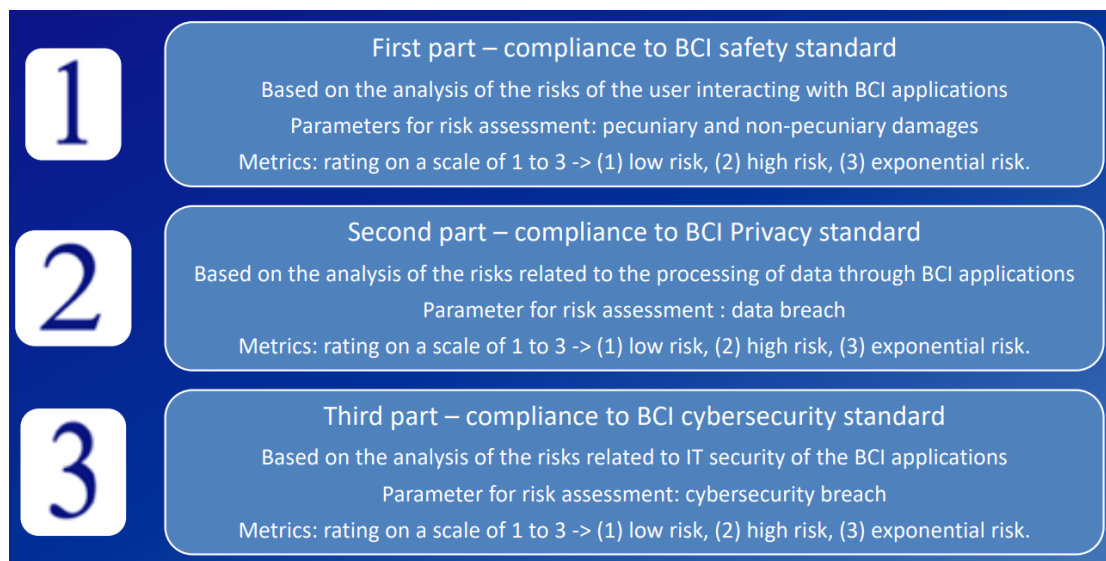 1
First part – compliance to BCI safety standard
Based on the analysis of the risks of the user interacting with BCI applications
Parameters for risk assessment: pecuniary and non-pecuniary damages
Metrics: rating on a scale of 1 to 3 -> (1) low risk, (2) high risk, (3) exponential risk.
2
Second part – compliance to BCI Privacy standard
Based on the analysis of the risks related to the processing of data through BCI applications
Parameter for risk assessment : data breach
Metrics: rating on a scale of 1 to 3 -> (1) low risk, (2) high risk, (3) exponential risk.
3
Third part – compliance to BCI cybersecurity standard
Based on the analysis of the risks related to IT security of the BCI applications
Parameter for risk assessment: cybersecurity breach
Metrics: rating on a scale of 1 to 3 -> (1) low risk, (2) high risk, (3) exponential risk.